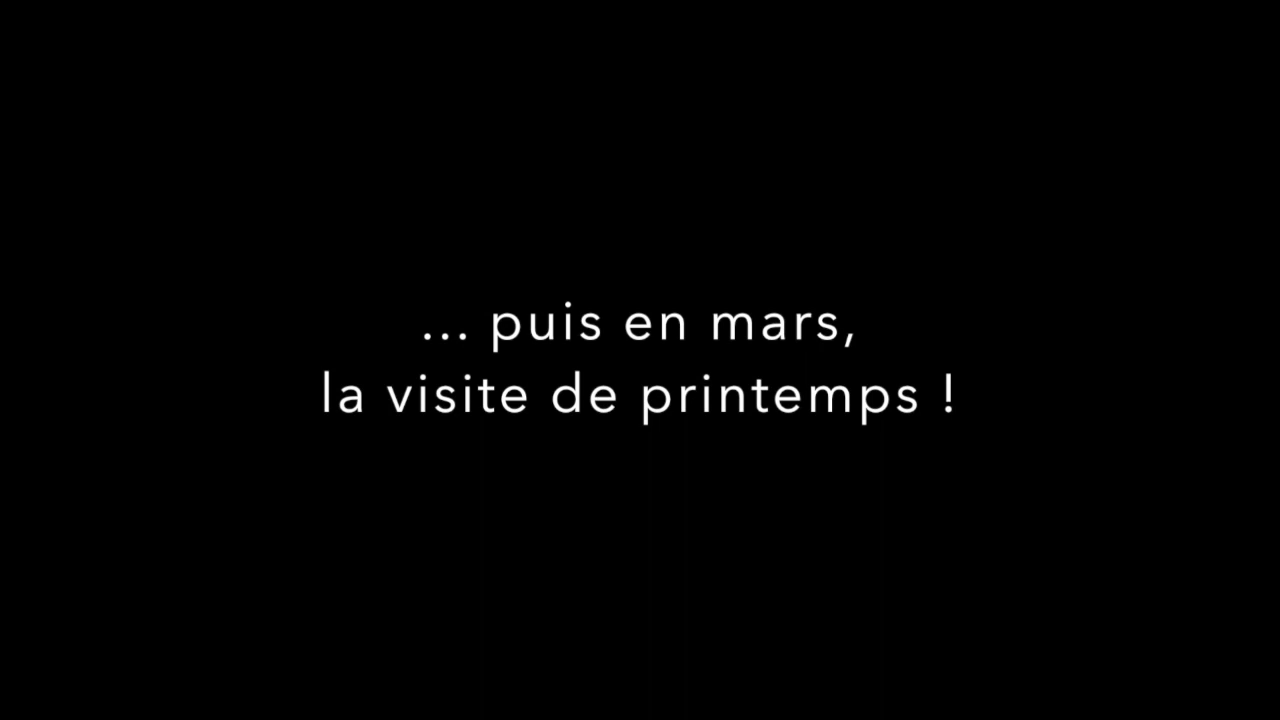 ... puis en mars,
la visite de printemps !